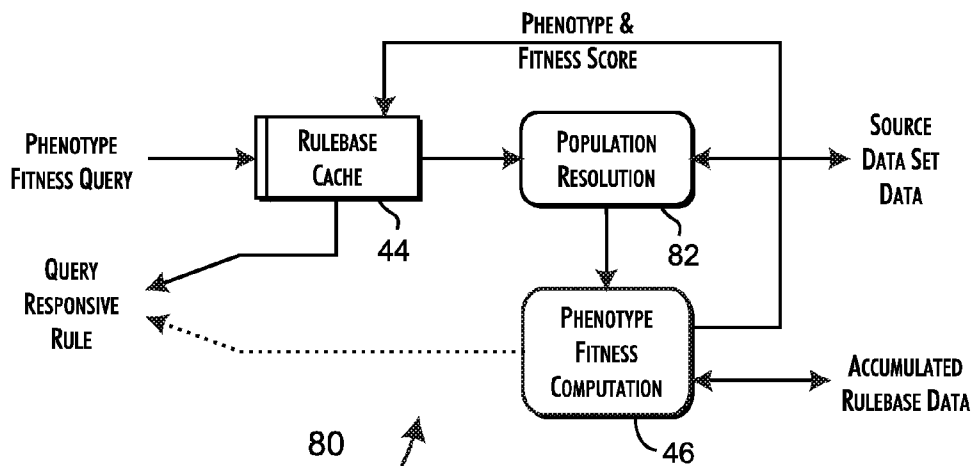 PHENOTYPE &
FITNESS SCORE
PHENOTYPE
FITNESS QUERY
RULEBASE
CACHE
POPULATION
RESOLUTION
SOURCE
DATA SET
DATA
44
82
QUERY
RESPONSIVE
RULE
PHENOTYPE
FITNESS
COMPUTATION
ACCUMULATED
RULEBASE DATA
80
46